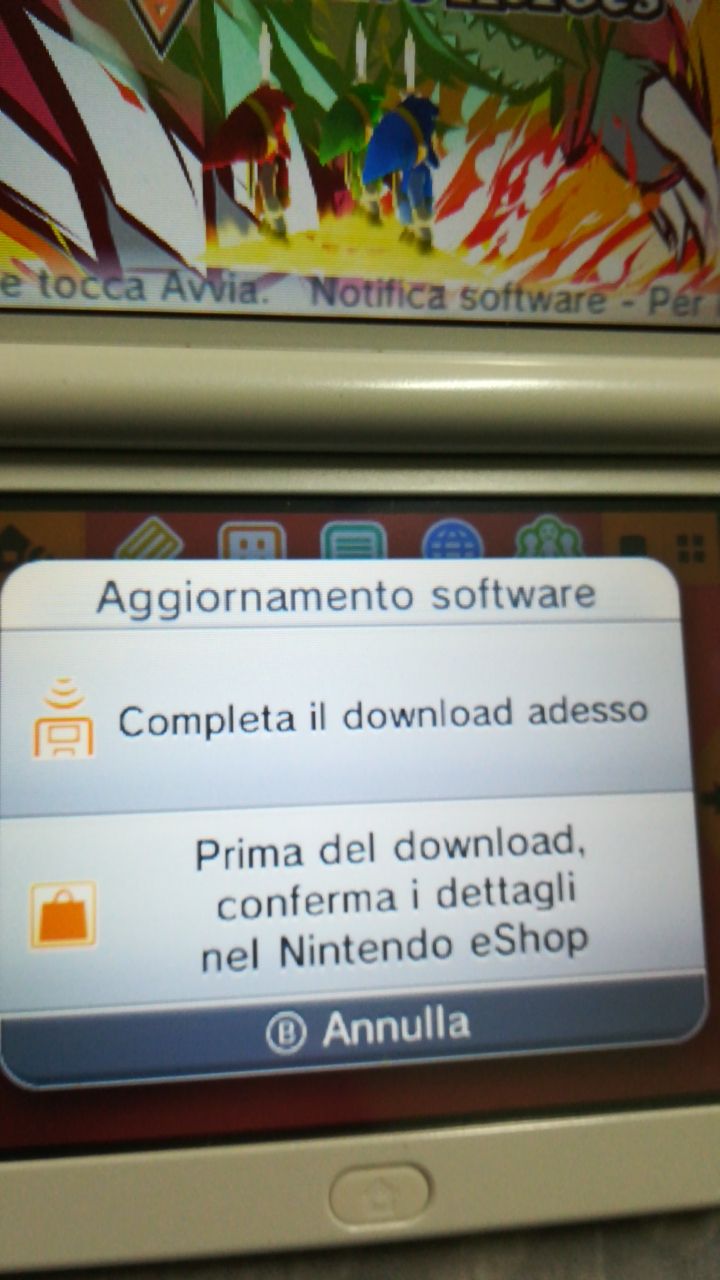 e tocca Avvia. Notifica software - Per
Aggiornamento software
Completa il download adesso
Prima del download,
conferma i dettagli
nel Nintendo eShop
B Annulla